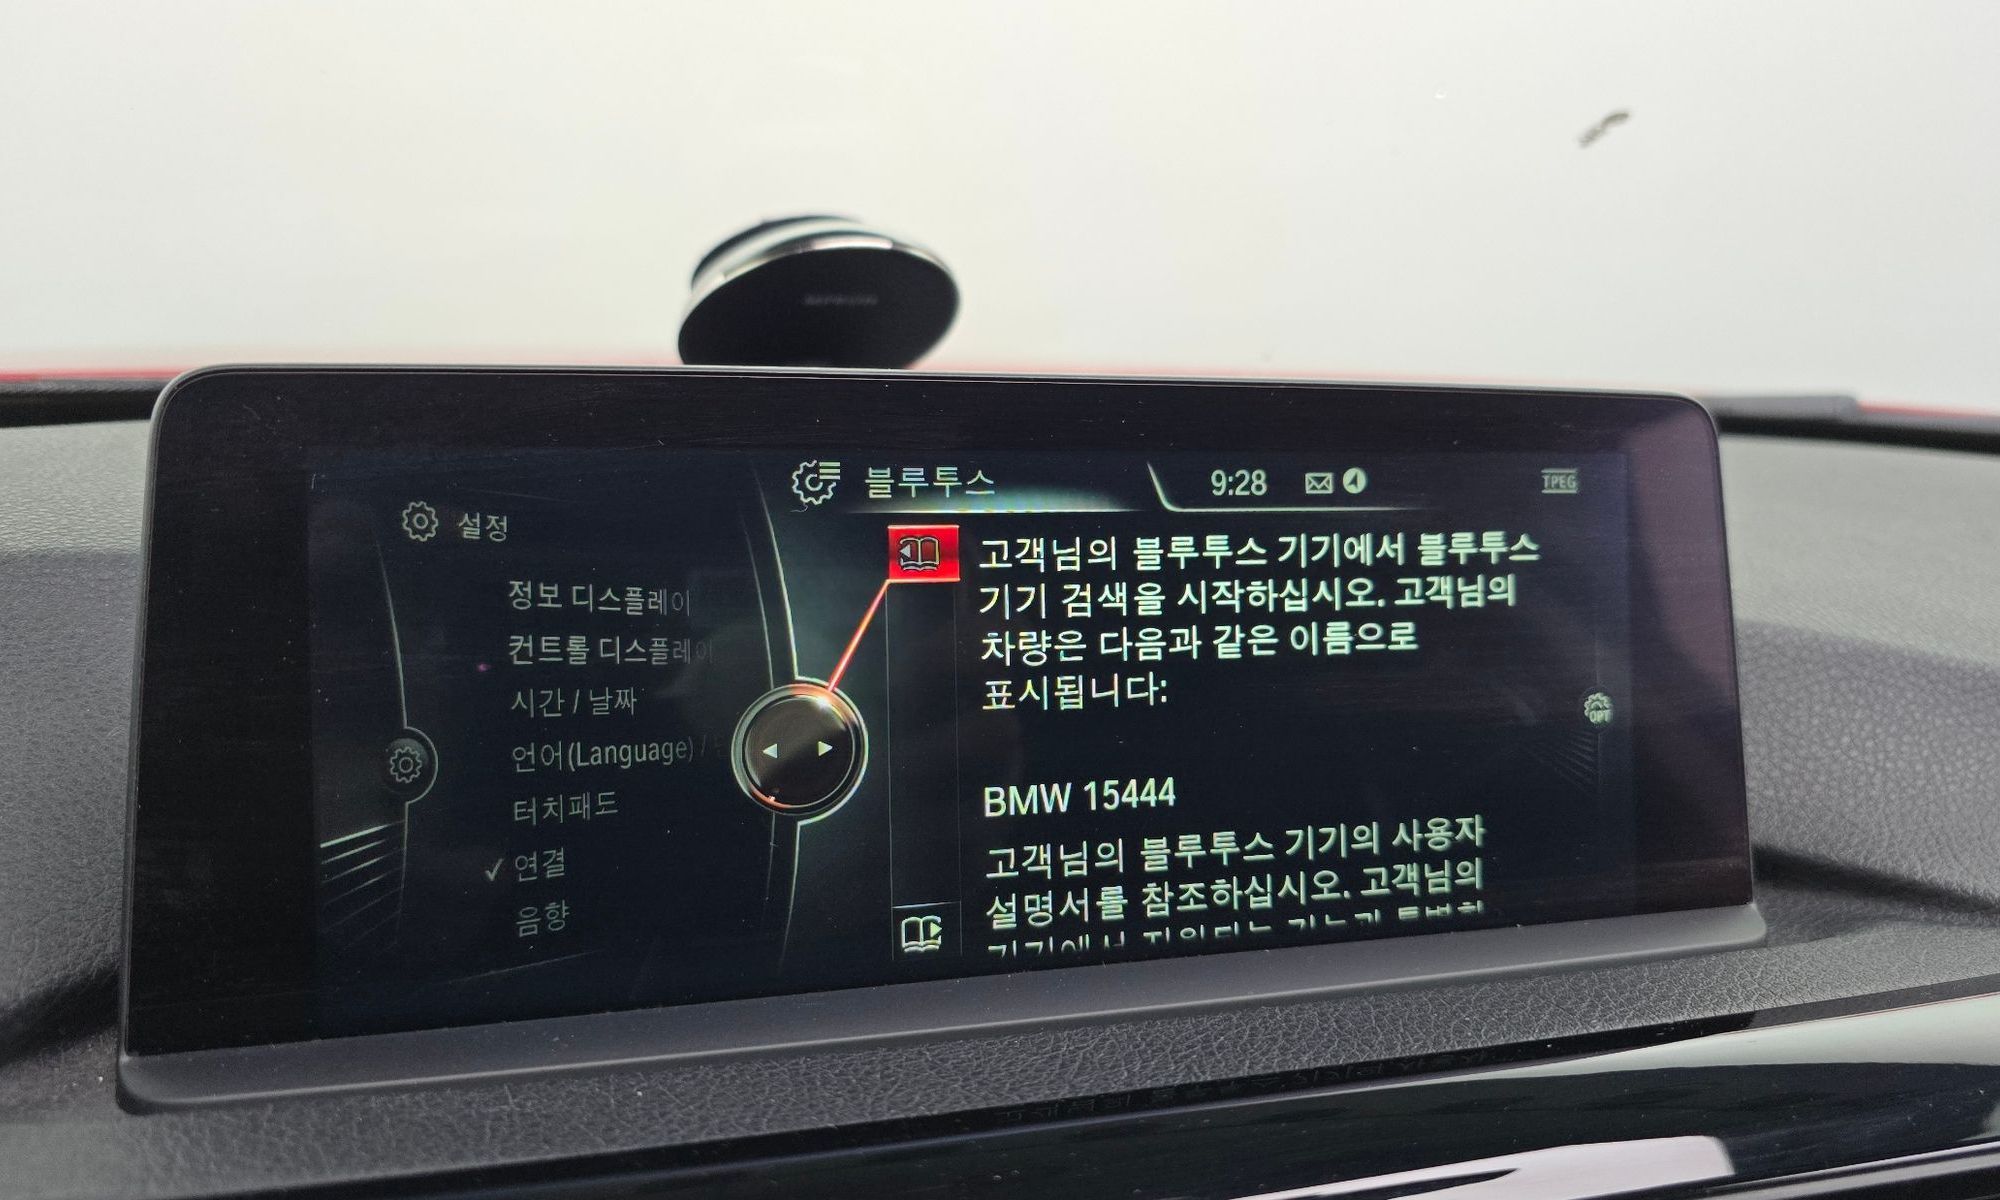 블루투스
9:28
TPEG
설정
정보 디스플레이
컨트롤 디스플레이
시간 / 날짜
언어(Language) /
터치패드
✓ 연결
음향
고객님의 블루투스 기기에서 블루투스
기기 검색을 시작하십시오. 고객님의
차량은 다음과 같은 이름으로
표시됩니다:
BMW 15444
고객님의 블루투스 기기의 사용자
설명서를 참조하십시오. 고객님의
OPT